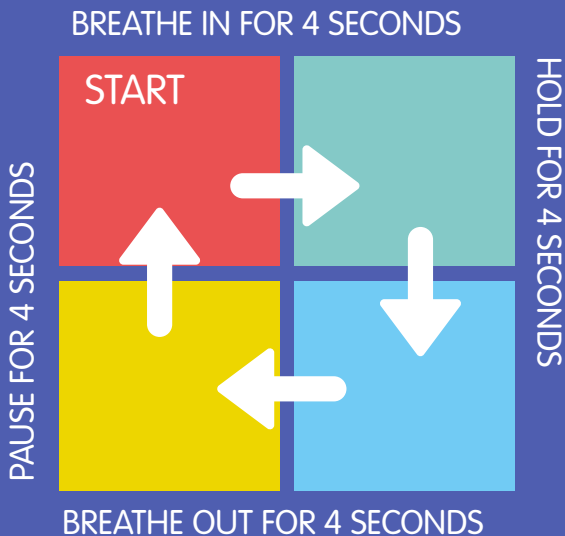 BREATHE IN FOR 4 SECONDS
START
HOLD FOR 4 SECONDS
BREATHE OUT FOR 4 SECONDS
PAUSE FOR 4 SECONDS